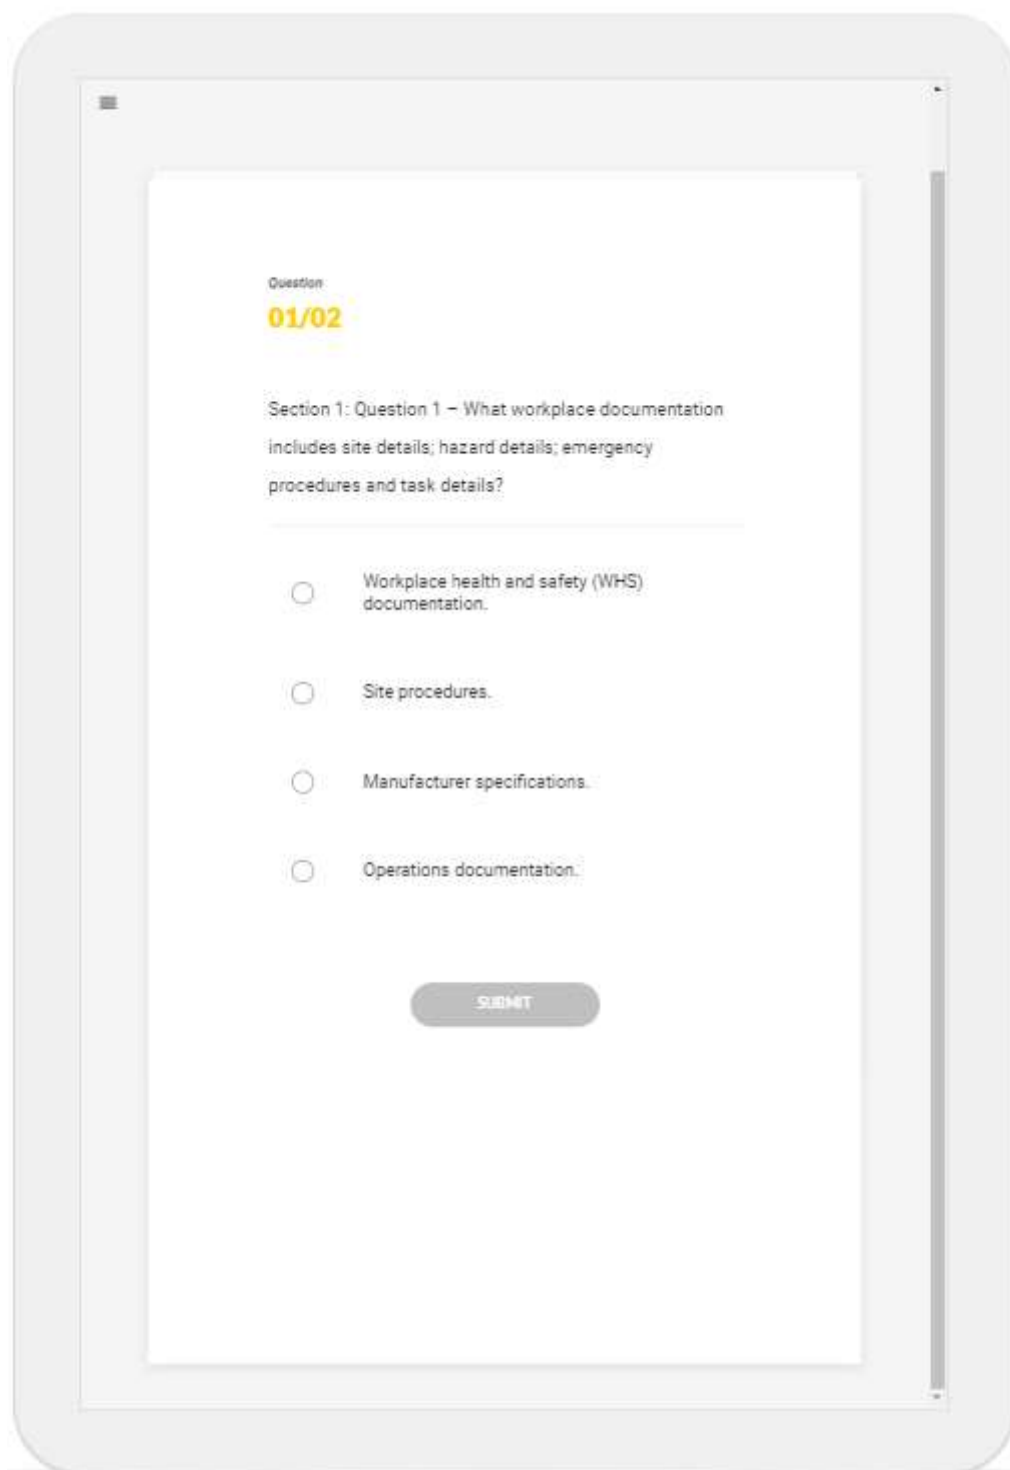 Question
01/02
Section 1: Question 1 – What workplace documentation
includes site details; hazard details; emergency
procedures and task details?
Workplace health and safety (WHS)
documentation.
Site procedures.
Manufacturer specifications.
Operations documentation.
SUBMIT